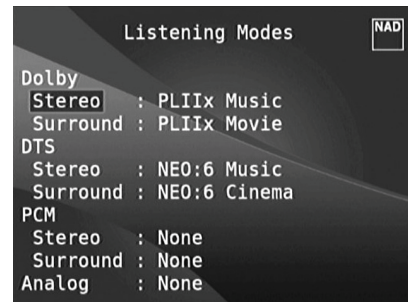 Listening Modes
NAD
Dolby
Stereo : PLIIx Music
Surround : PLIIx Movie
DTS
Stereo : NEO:6 Music
Surround : NEO:6 Cinema
PCM
Stereo : None
Surround : None
Analog : None